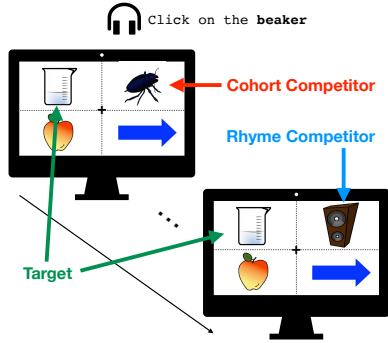 Click on the beaker
Cohort Competitor
Rhyme Competitor
Target